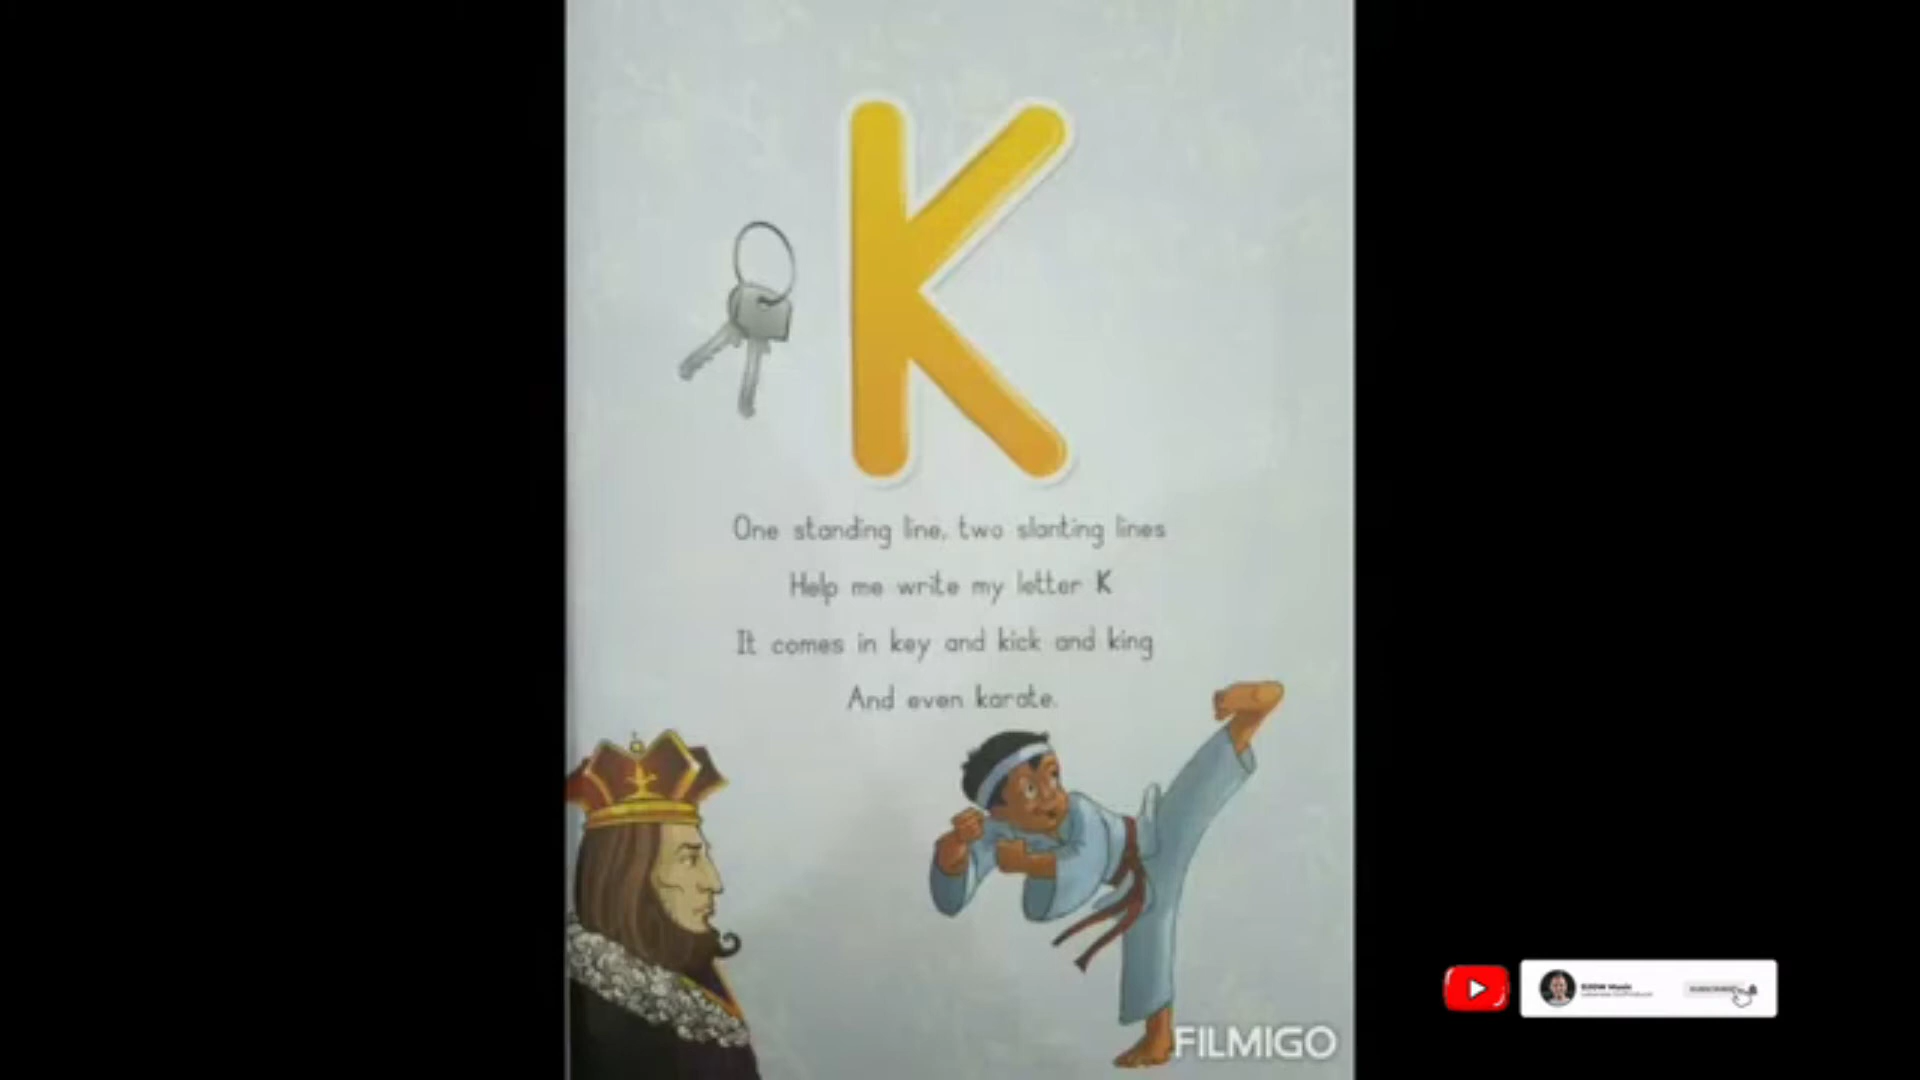 K
One standing line, two slanting lines
Help me write my letter K
It comes in key and kick and king
And even karate.
FILMIGO